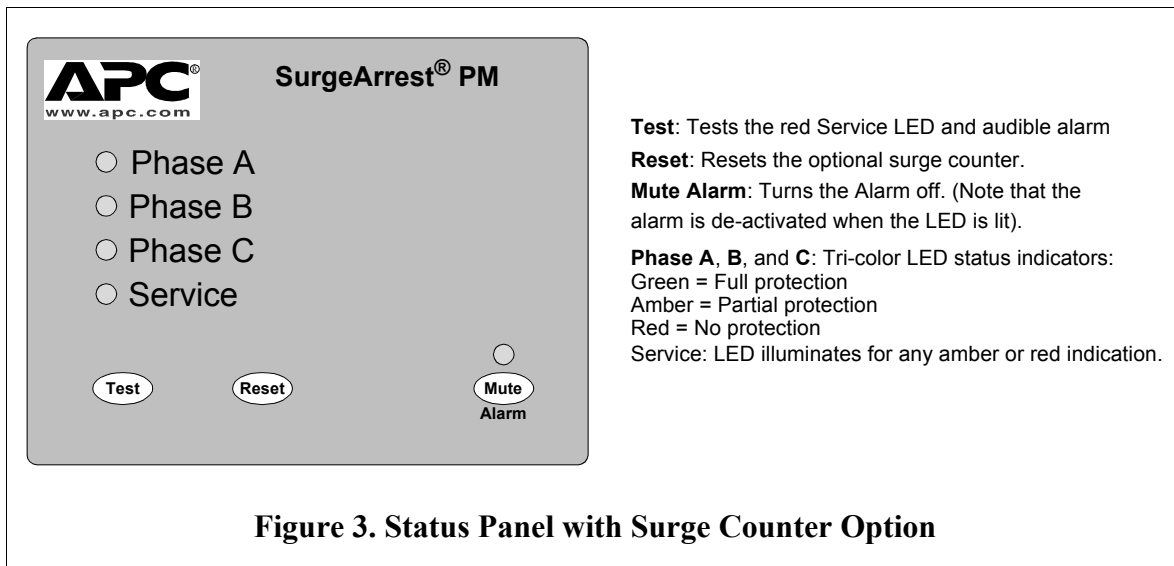 APC®
www.apc.com
SurgeArrest® PM
Phase A
Phase B
Phase C
Service
Test
Reset
Mute
Alarm
Test: Tests the red Service LED and audible alarm
Reset: Resets the optional surge counter.
Mute Alarm: Turns the Alarm off. (Note that the
alarm is de-activated when the LED is lit).
Phase A, B, and C: Tri-color LED status indicators:
Green = Full protection
Amber = Partial protection
Red = No protection
Service: LED illuminates for any amber or red indication.
Figure 3. Status Panel with Surge Counter Option